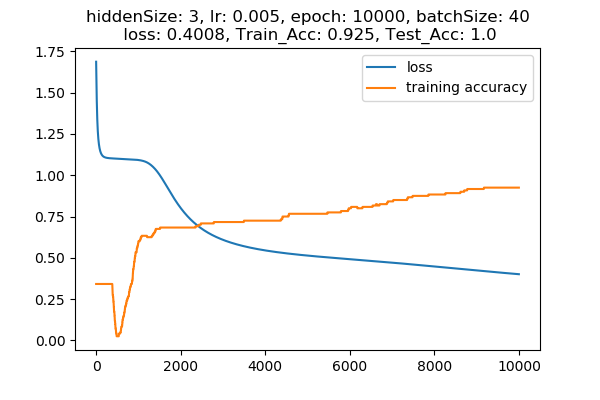 hiddenSize: 3, lr: 0.005, epoch: 10000, batchSize: 40
loss: 0.4008, Train_Acc: 0.925, Test_Acc: 1.0
1.75
1.50
1.25
1.00
0.75
0.50
0.25
0.00
loss
training accuracy
0 2000 4000 6000 8000 10000